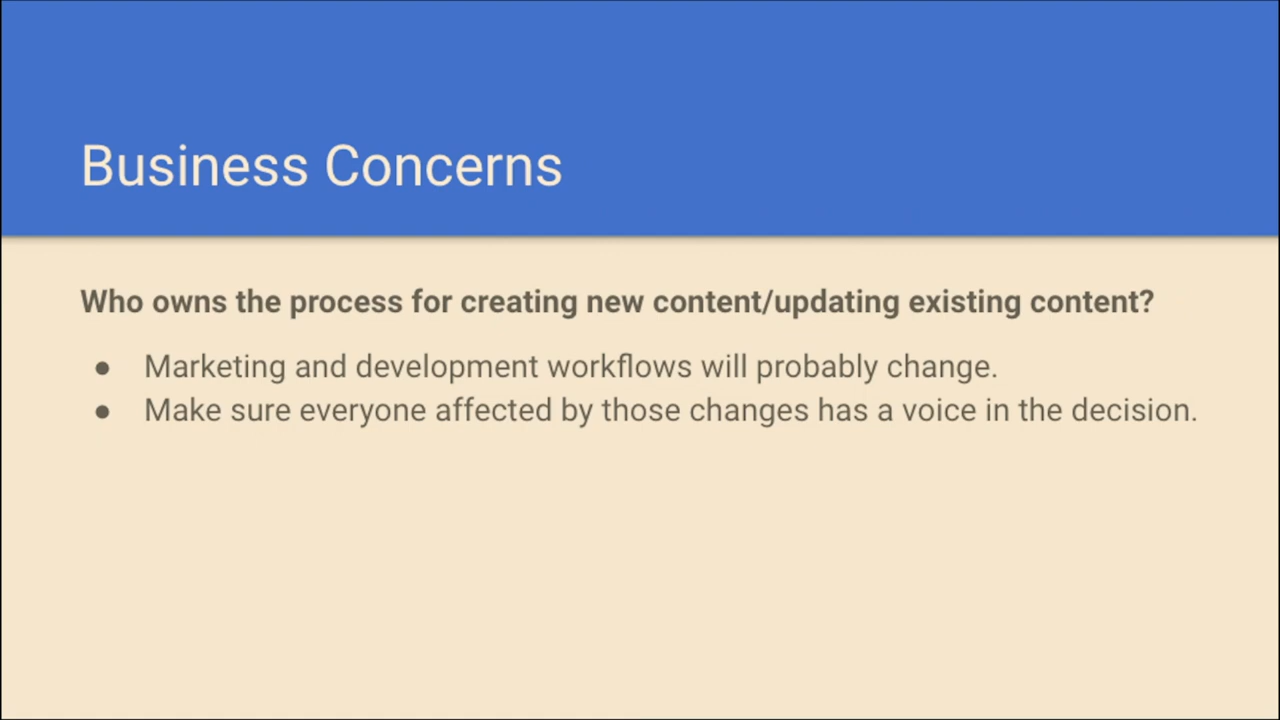 Business Concerns
Who owns the process for creating new content/updating existing content?
● Marketing and development workflows will probably change.
● Make sure everyone affected by those changes has a voice in the decision.